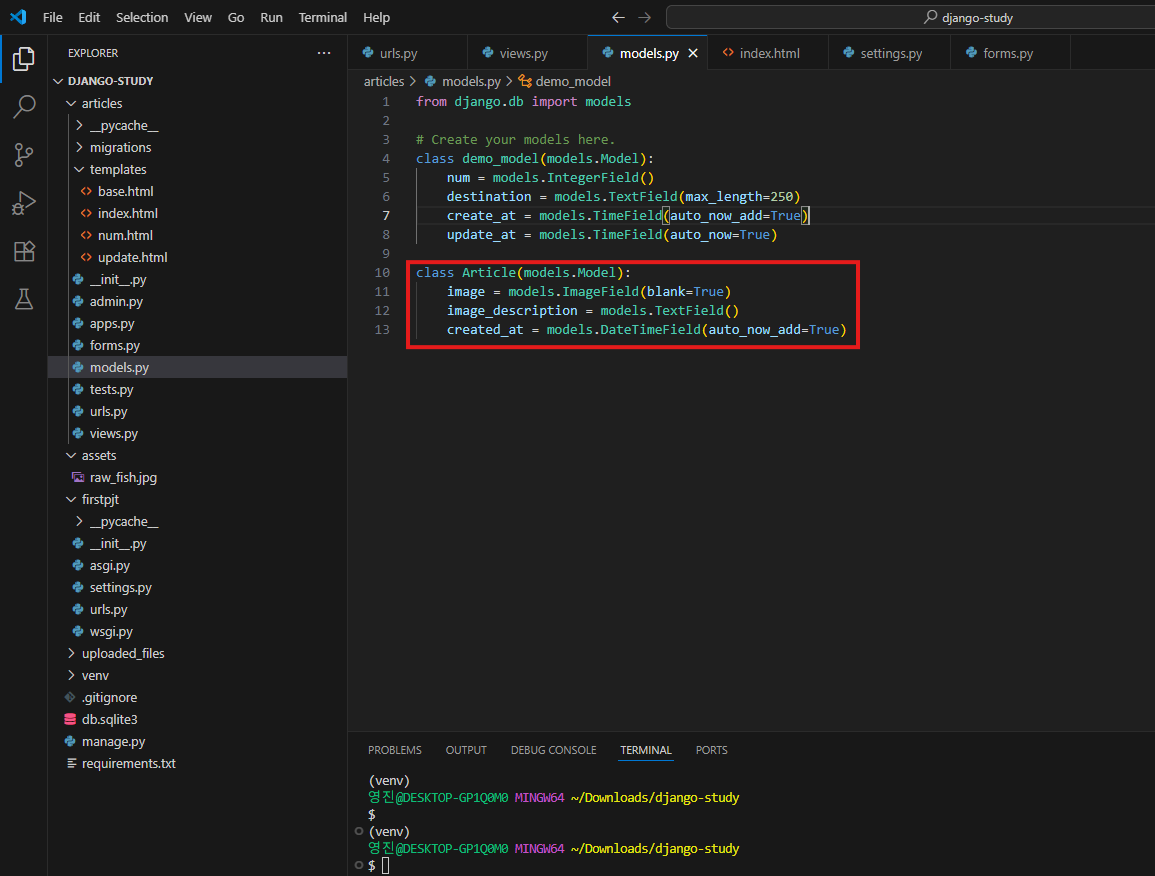 File Edit Selection View Go Run Terminal Help
django-study
EXPLORER ...
DJANGO-STUDY
articles
__pycache__
migrations
templates
base.html
index.html
num.html
update.html
__init__.py
admin.py
apps.py
forms.py
models.py
tests.py
urls.py
views.py
assets
raw_fish.jpg
firstpjt
__pycache__
__init__.py
asgi.py
settings.py
urls.py
wsgi.py
uploaded_files
venv
.gitignore
db.sqlite3
manage.py
requirements.txt
urls.py views.py models.py index.html settings.py forms.py
articles > models.py > demo_model
1 from django.db import models
2
3 # Create your models here.
4 class demo_model(models.Model):
5     num = models.IntegerField()
6     destination = models.TextField(max_length=250)
7     create_at = models.TimeField(auto_now_add=True)
8     update_at = models.TimeField(auto_now=True)
9
10 class Article(models.Model):
11     image = models.ImageField(blank=True)
12     image_description = models.TextField()
13     created_at = models.DateTimeField(auto_now_add=True)
PROBLEMS OUTPUT DEBUG CONSOLE TERMINAL PORTS
(venv)
영진@DESKTOP-GP1Q0M0 MINGW64 ~/Downloads/django-study
$
(venv)
영진@DESKTOP-GP1Q0M0 MINGW64 ~/Downloads/django-study
$